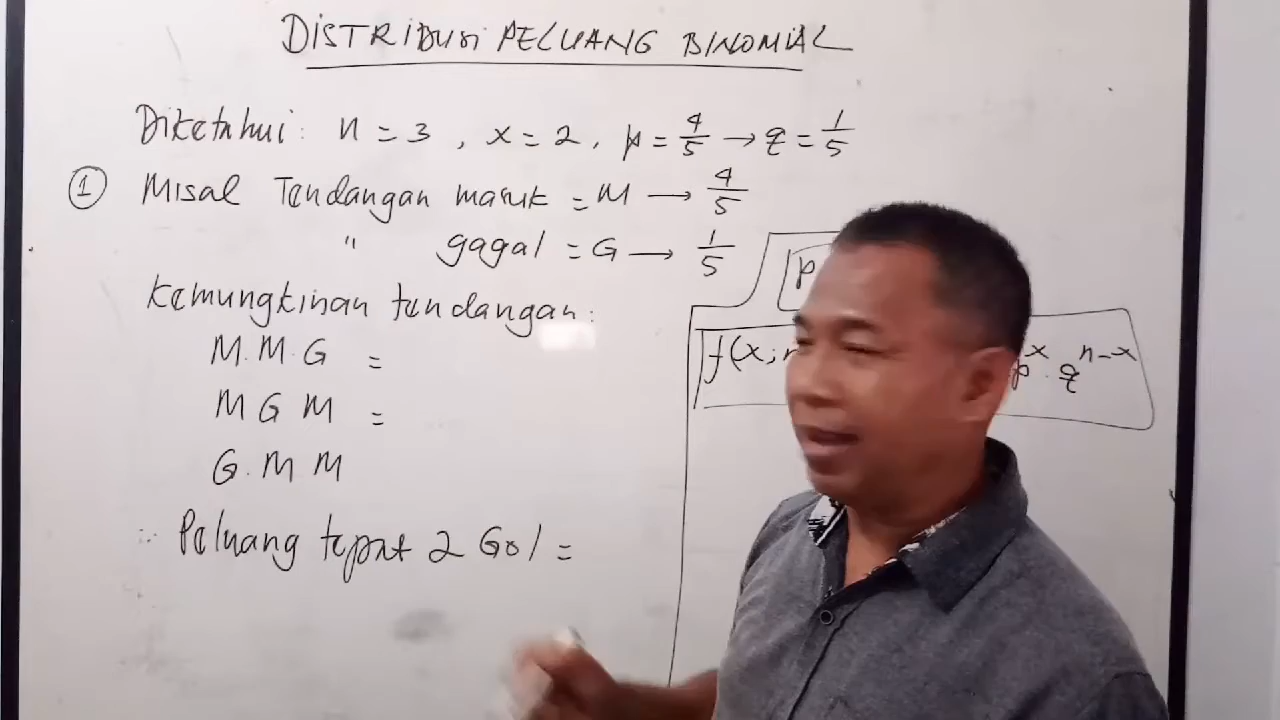 DISTRIBUSI PELUANG BINOMIAL
Diketahui: n = 3 , x = 2 , p = 4/5 → q = 1/5
① Misal Tendangan masuk = M → 4/5
" gagal = G → 1/5
Kemungkinan tendangan:
M. M. G =
M G M =
G. M M
∴ Peluang tepat 2 Gol =
p
f(x; n
p^x . q^(n-x)